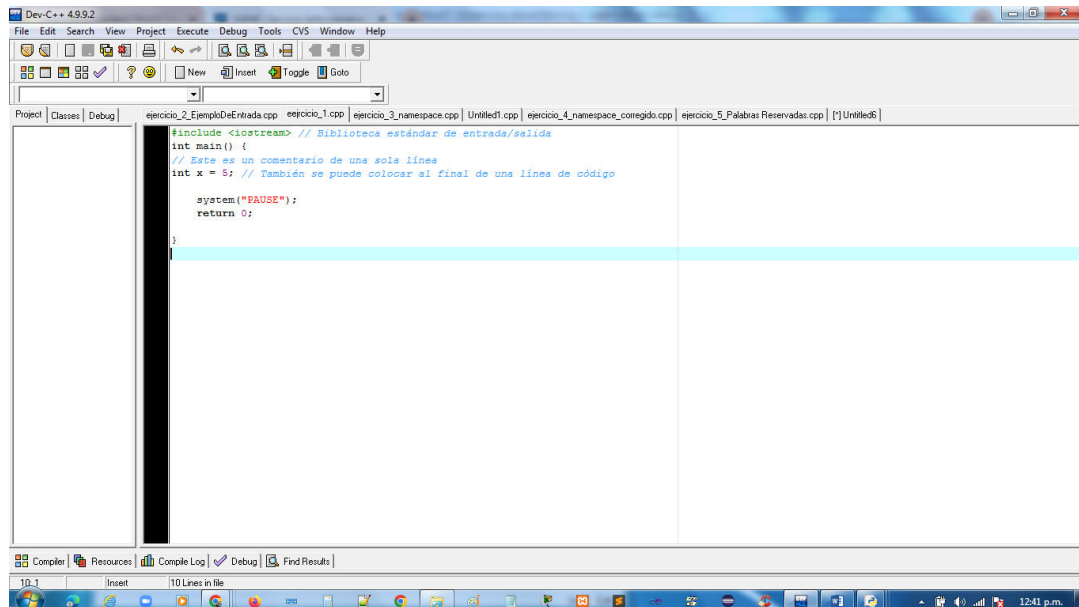 Dev-C++ 4.9.9.2
File Edit Search View Project Execute Debug Tools CVS Window Help
New Insert Toggle Goto
Project Classes Debug ejercicio_2_EjemploDeEntrada.cpp eejrcicio_1.cpp ejercicio_3_namespace.cpp Untitled1.cpp ejercicio_4_namespace_corregido.cpp ejercicio_5_Palabras Reservadas.cpp [*] Untitled6
#include <iostream> // Biblioteca estándar de entrada/salida
int main() {
// Este es un comentario de una sola línea
int x = 5; // También se puede colocar al final de una línea de código
system("PAUSE");
return 0;
}
Compiler Resources Compile Log Debug Find Results
10: 1 Insert 10 Lines in file
12:41 p.m.